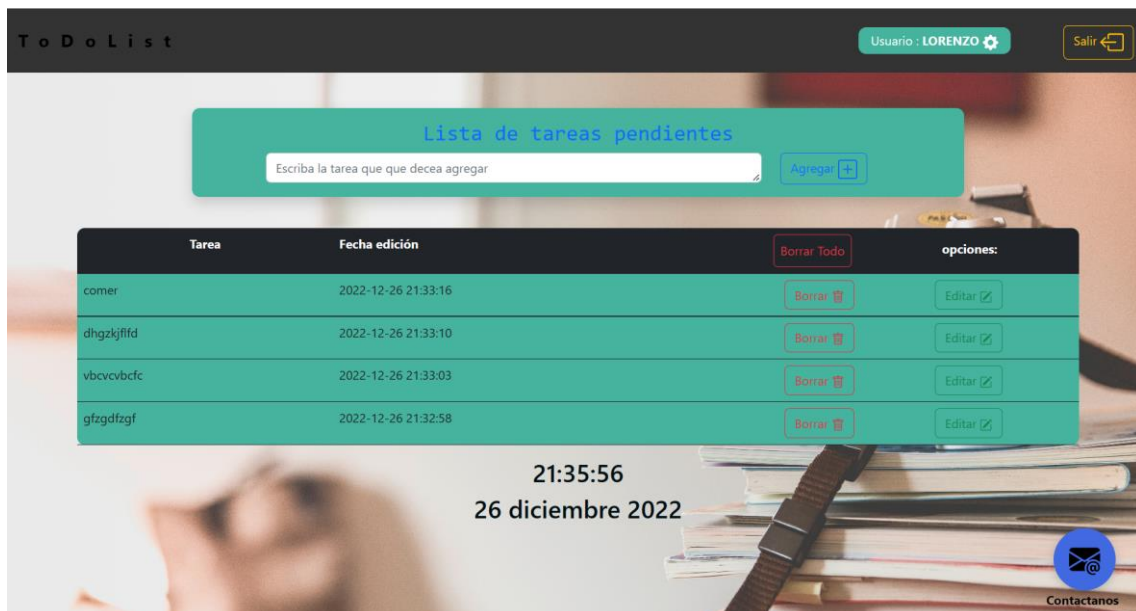 ToDoList
Usuario : LORENZO
Salir
Lista de tareas pendientes
Escriba la tarea que que decea agregar
Agregar
Tarea Fecha edición Borrar Todo opciones:
comer 2022-12-26 21:33:16 Borrar Editar
dhgzkjflfd 2022-12-26 21:33:10 Borrar Editar
vbcvcvbcfc 2022-12-26 21:33:03 Borrar Editar
gfzgdfzgf 2022-12-26 21:32:58 Borrar Editar
21:35:56
26 diciembre 2022
Contactanos